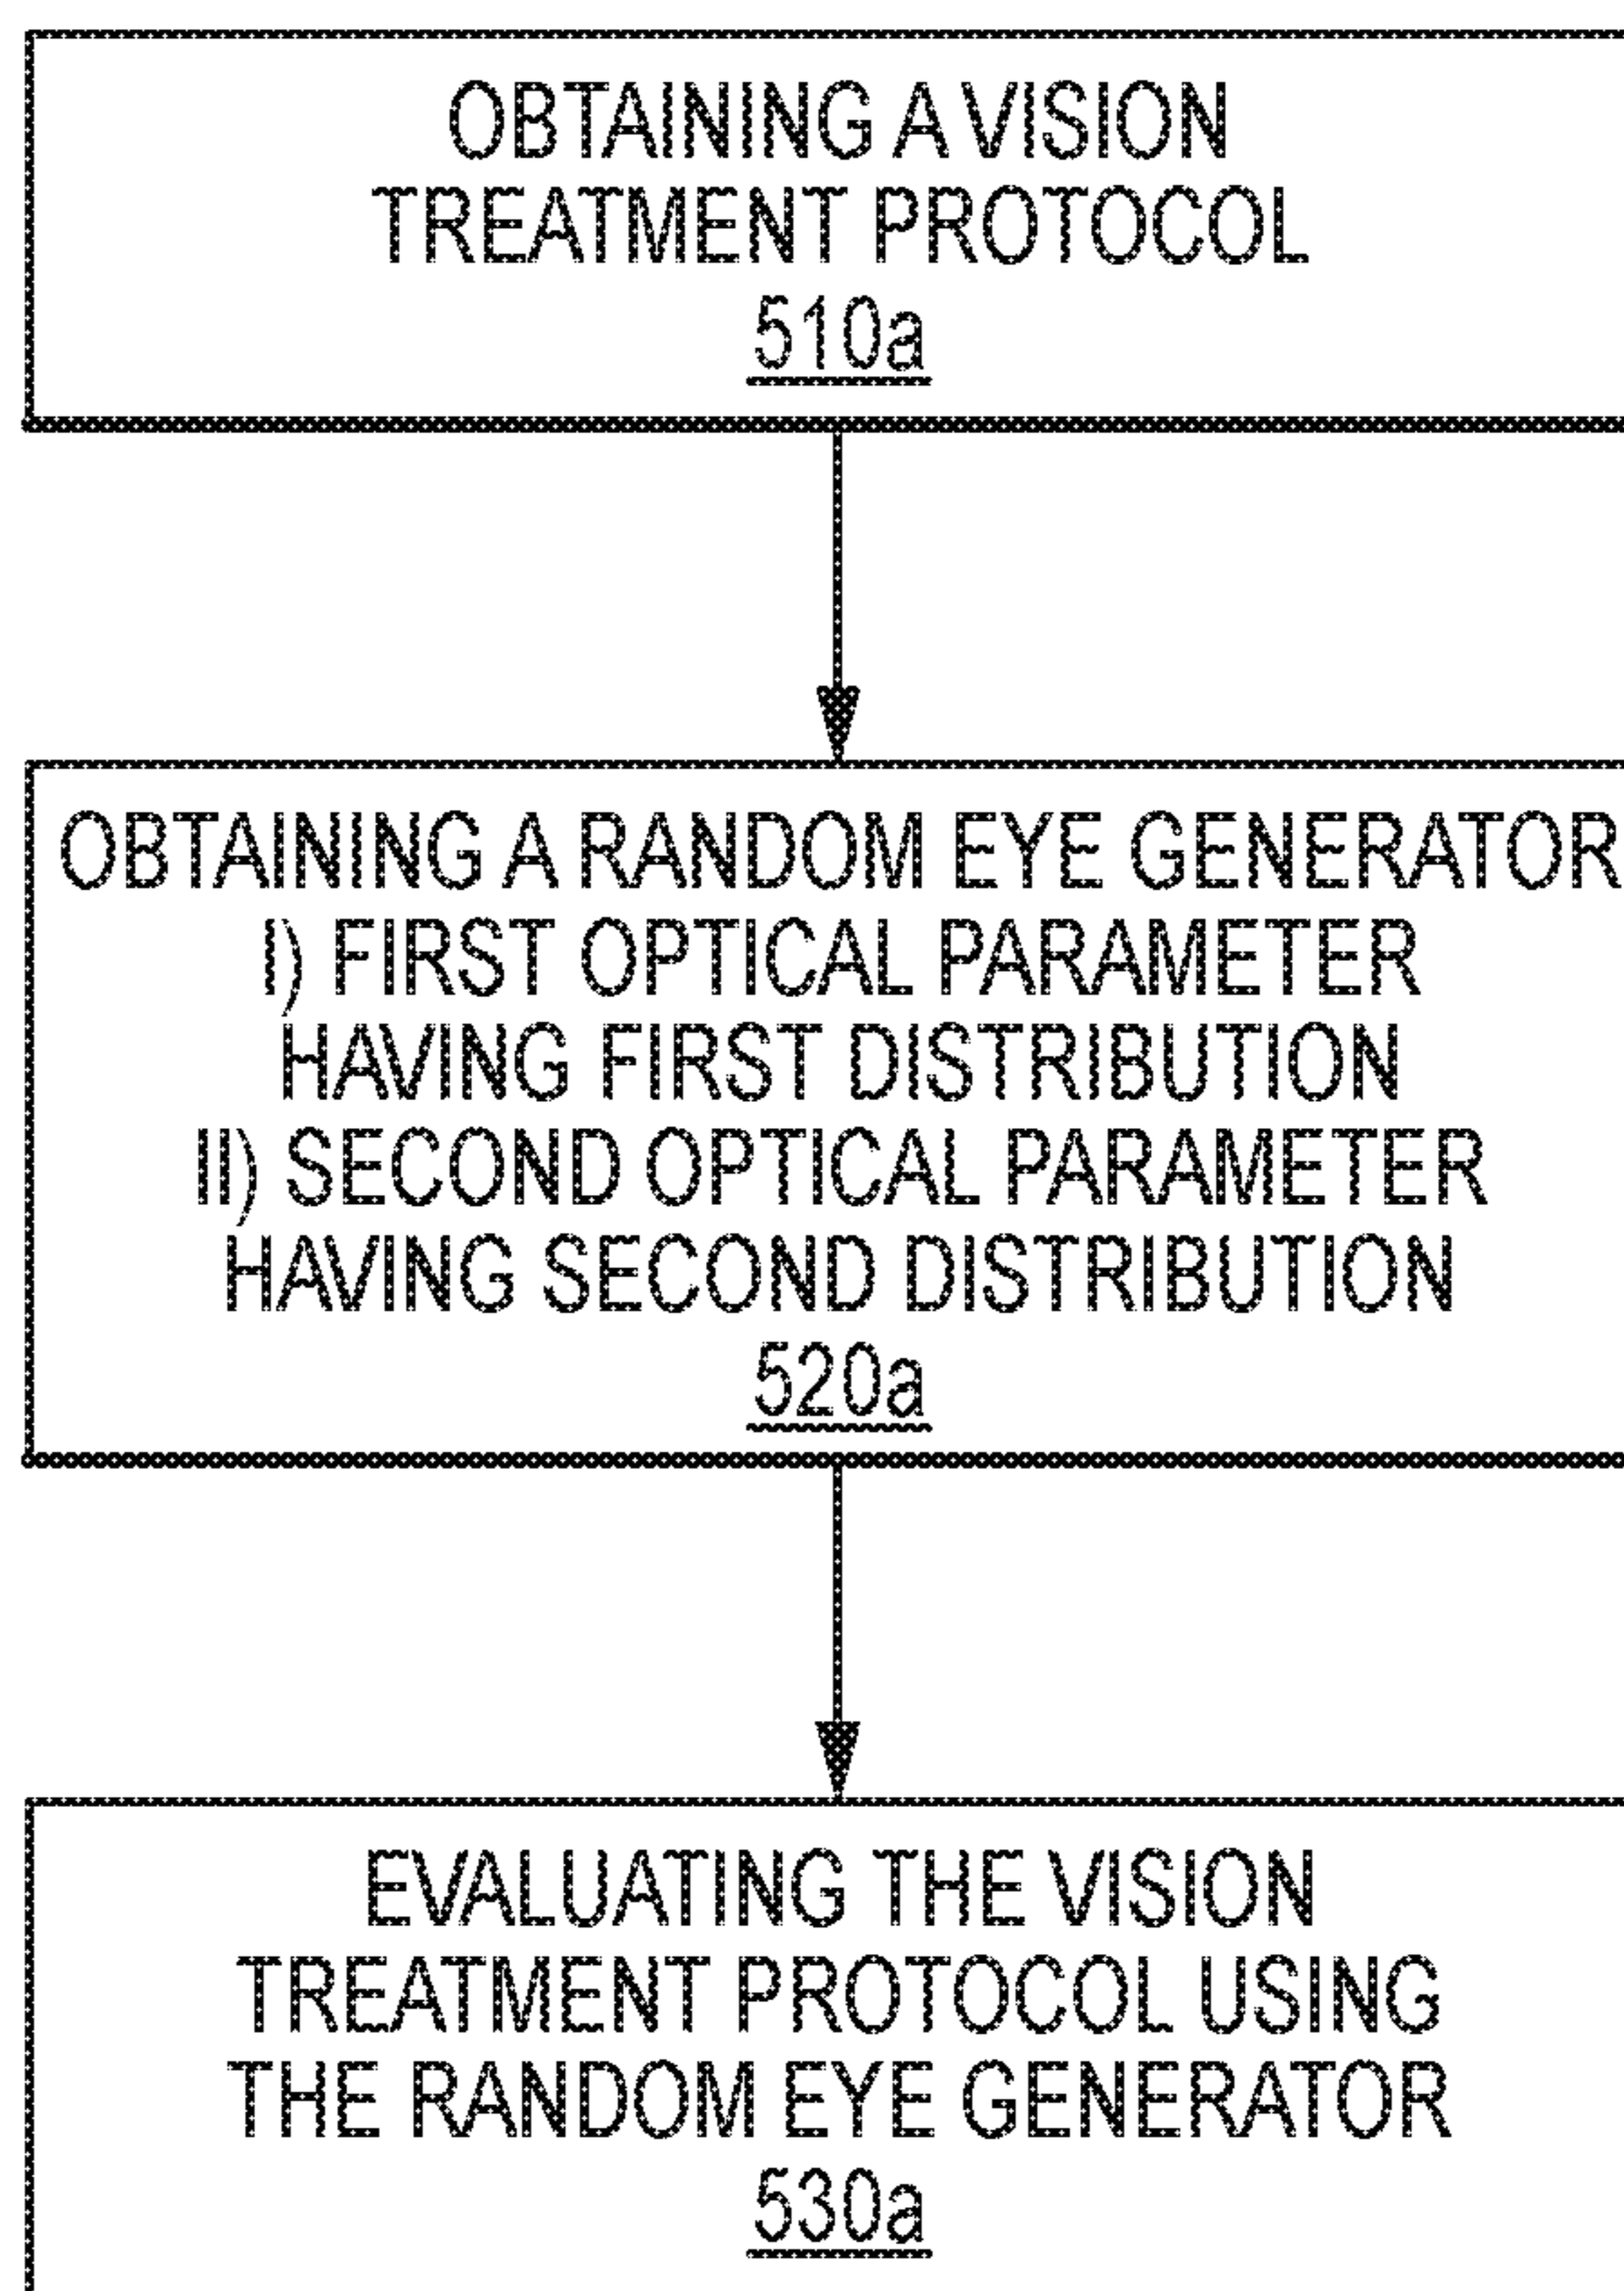 OBTAINING A VISION
TREATMENT PROTOCOL
510a
OBTAINING A RANDOM EYE GENERATOR
I) FIRST OPTICAL PARAMETER
HAVING FIRST DISTRIBUTION
II) SECOND OPTICAL PARAMETER
HAVING SECOND DISTRIBUTION
520a
EVALUATING THE VISION
TREATMENT PROTOCOL USING
THE RANDOM EYE GENERATOR
530a